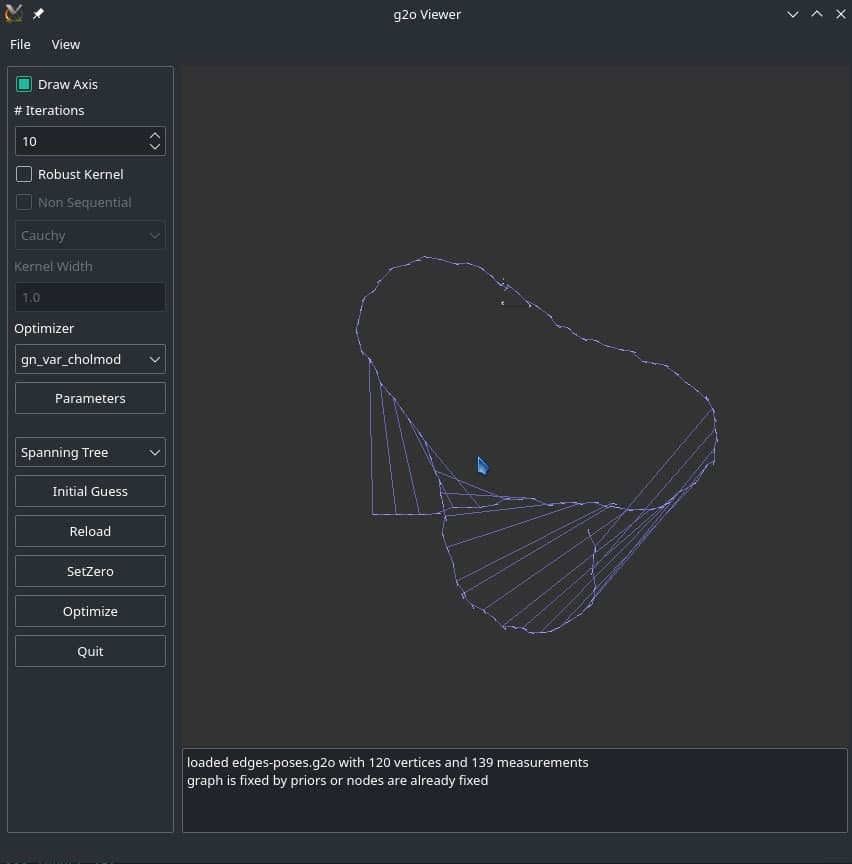 g2o Viewer
File View
Draw Axis
# Iterations
10
Robust Kernel
Non Sequential
Cauchy
Kernel Width
1.0
Optimizer
gn_var_cholmod
Parameters
Spanning Tree
Initial Guess
Reload
SetZero
Optimize
Quit
loaded edges-poses.g2o with 120 vertices and 139 measurements
graph is fixed by priors or nodes are already fixed